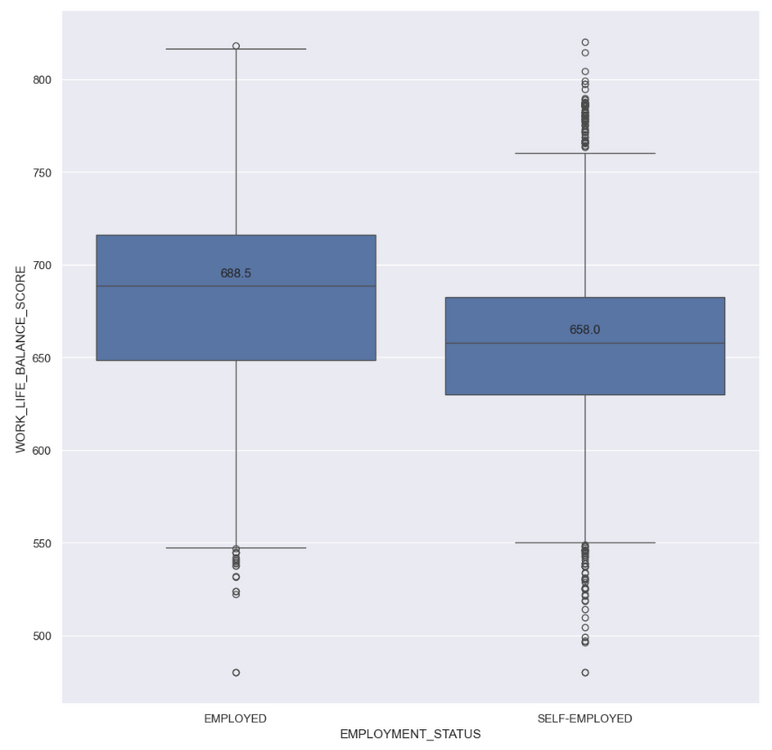 800
750
700
650
600
550
500
WORK_LIFE_BALANCE_SCORE
688.5
658.0
EMPLOYED
SELF-EMPLOYED
EMPLOYMENT_STATUS